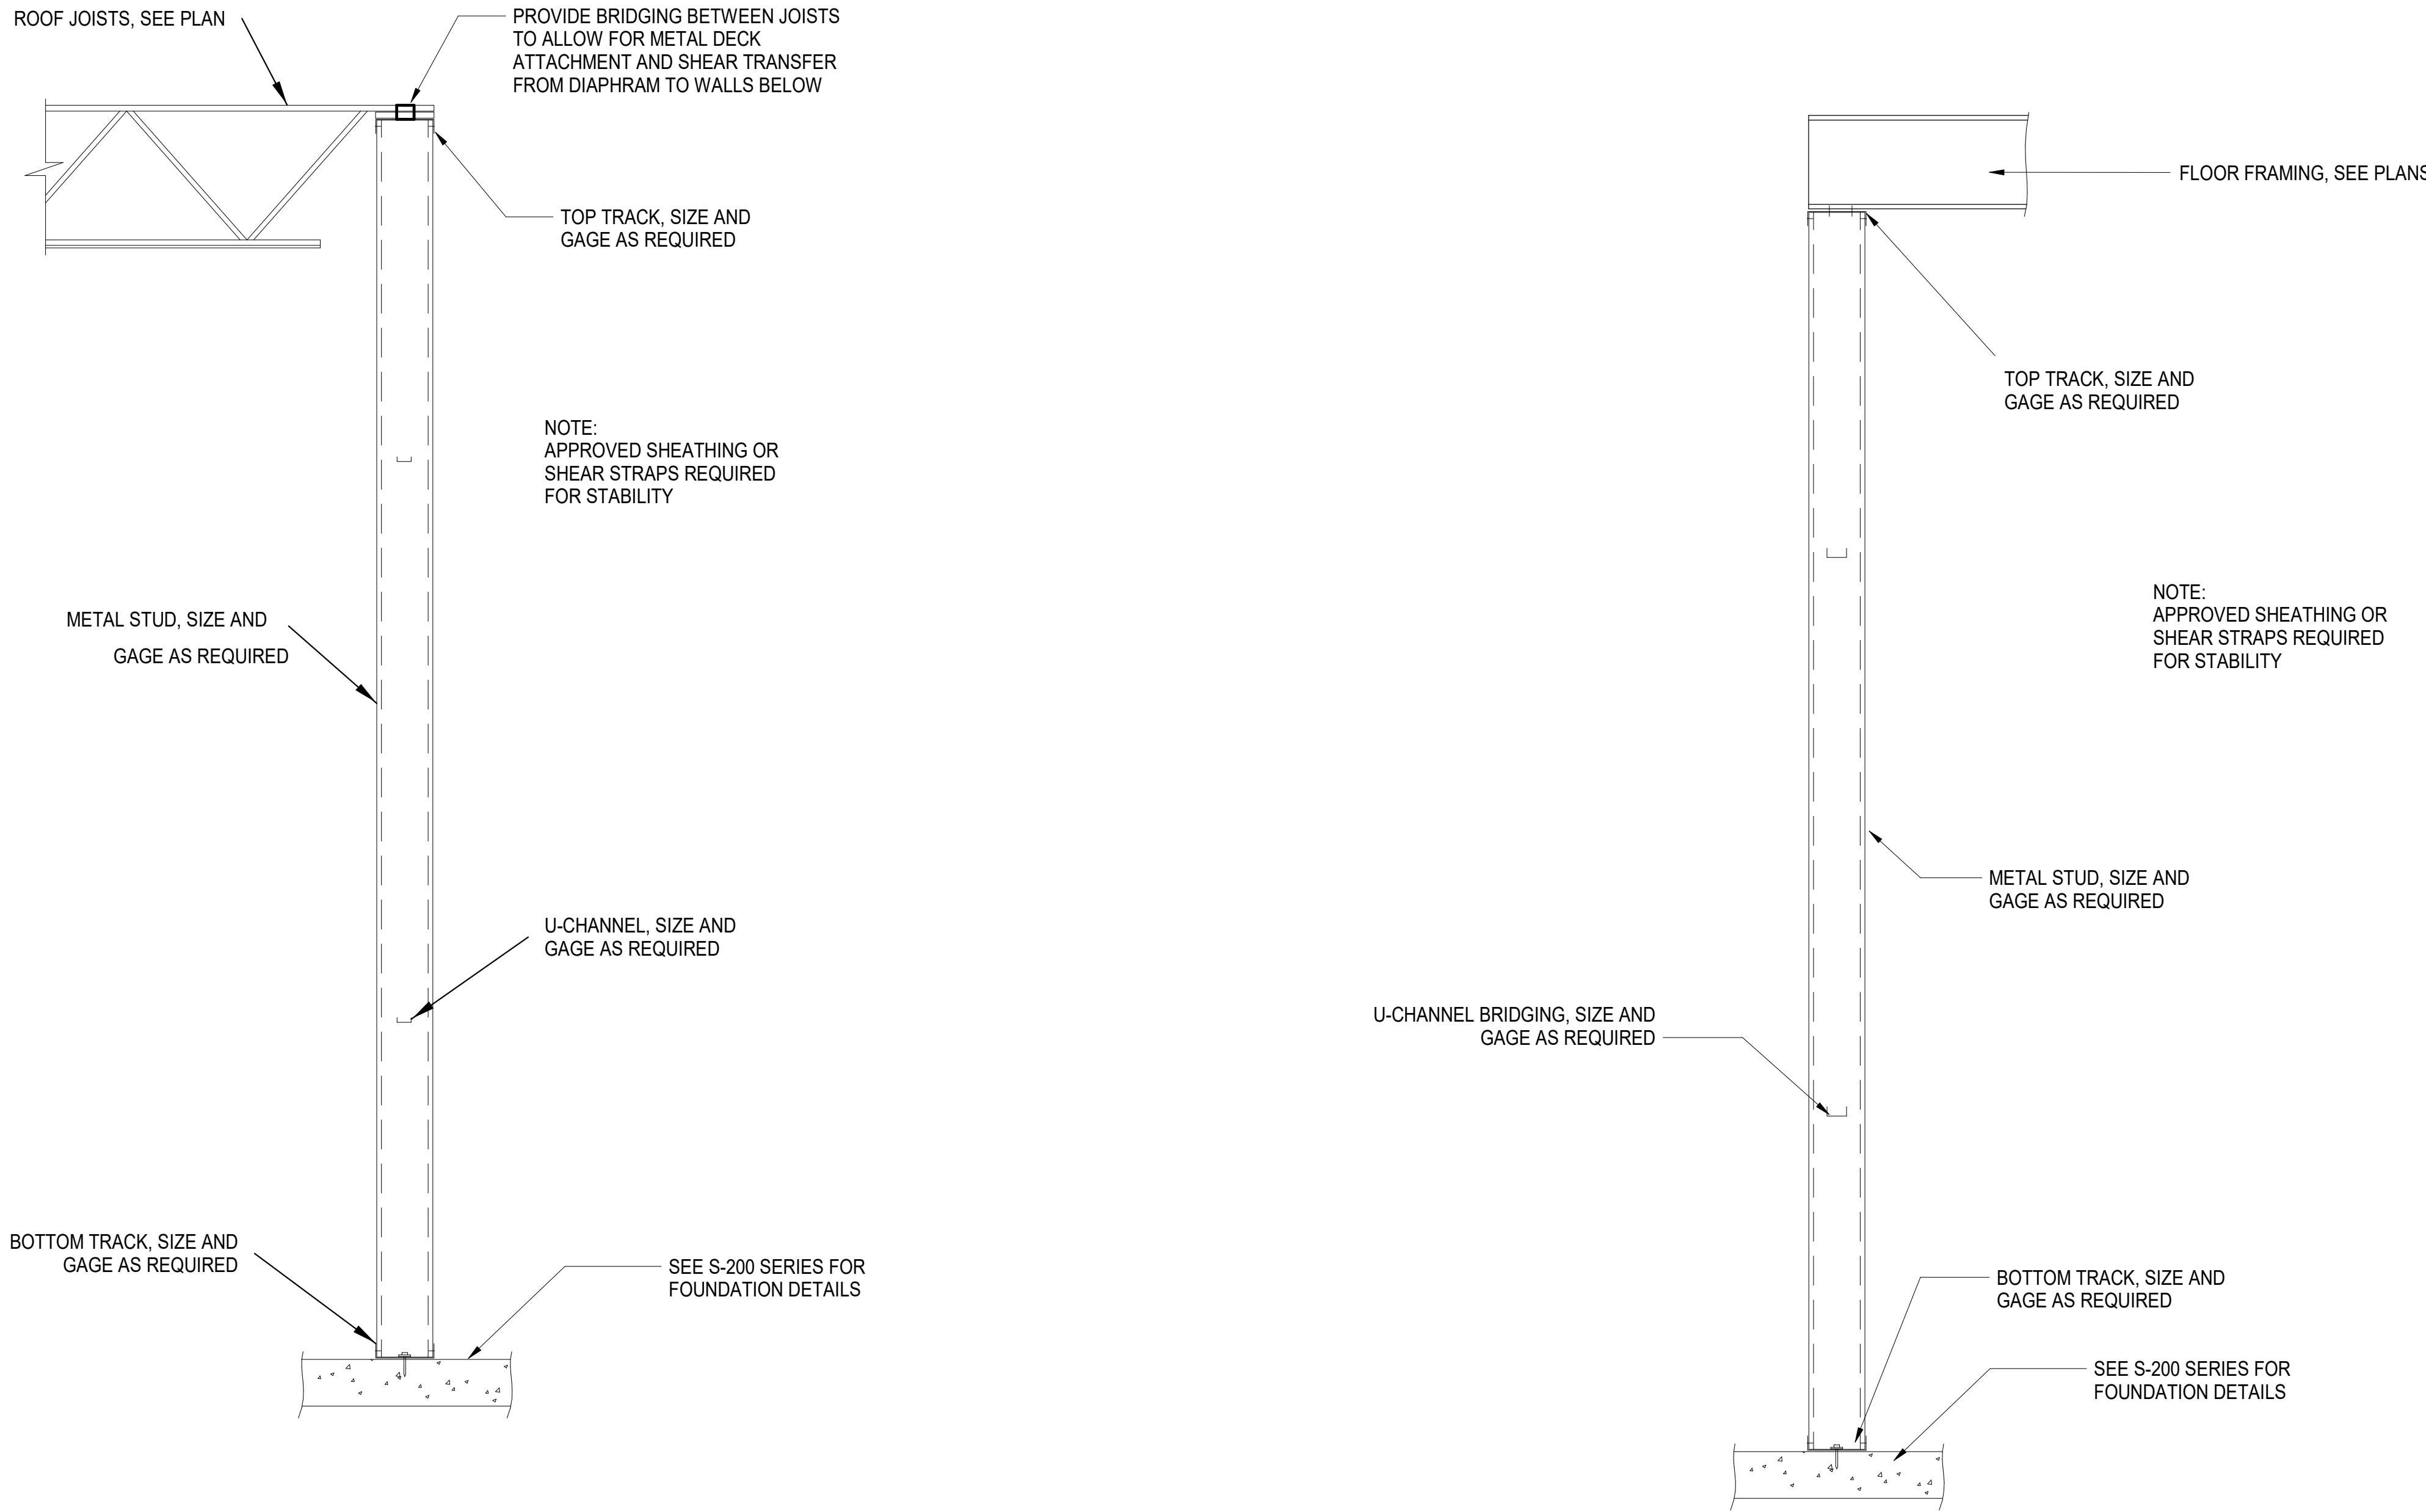 ROOF JOISTS, SEE PLAN
PROVIDE BRIDGING BETWEEN JOISTS
TO ALLOW FOR METAL DECK
ATTACHMENT AND SHEAR TRANSFER
FROM DIAPHRAM TO WALLS BELOW
TOP TRACK, SIZE AND
GAGE AS REQUIRED
NOTE:
APPROVED SHEATHING OR
SHEAR STRAPS REQUIRED
FOR STABILITY
METAL STUD, SIZE AND
GAGE AS REQUIRED
U-CHANNEL, SIZE AND
GAGE AS REQUIRED
BOTTOM TRACK, SIZE AND
GAGE AS REQUIRED
SEE S-200 SERIES FOR
FOUNDATION DETAILS
FLOOR FRAMING, SEE PLANS
TOP TRACK, SIZE AND
GAGE AS REQUIRED
NOTE:
APPROVED SHEATHING OR
SHEAR STRAPS REQUIRED
FOR STABILITY
METAL STUD, SIZE AND
GAGE AS REQUIRED
U-CHANNEL BRIDGING, SIZE AND
GAGE AS REQUIRED
BOTTOM TRACK, SIZE AND
GAGE AS REQUIRED
SEE S-200 SERIES FOR
FOUNDATION DETAILS